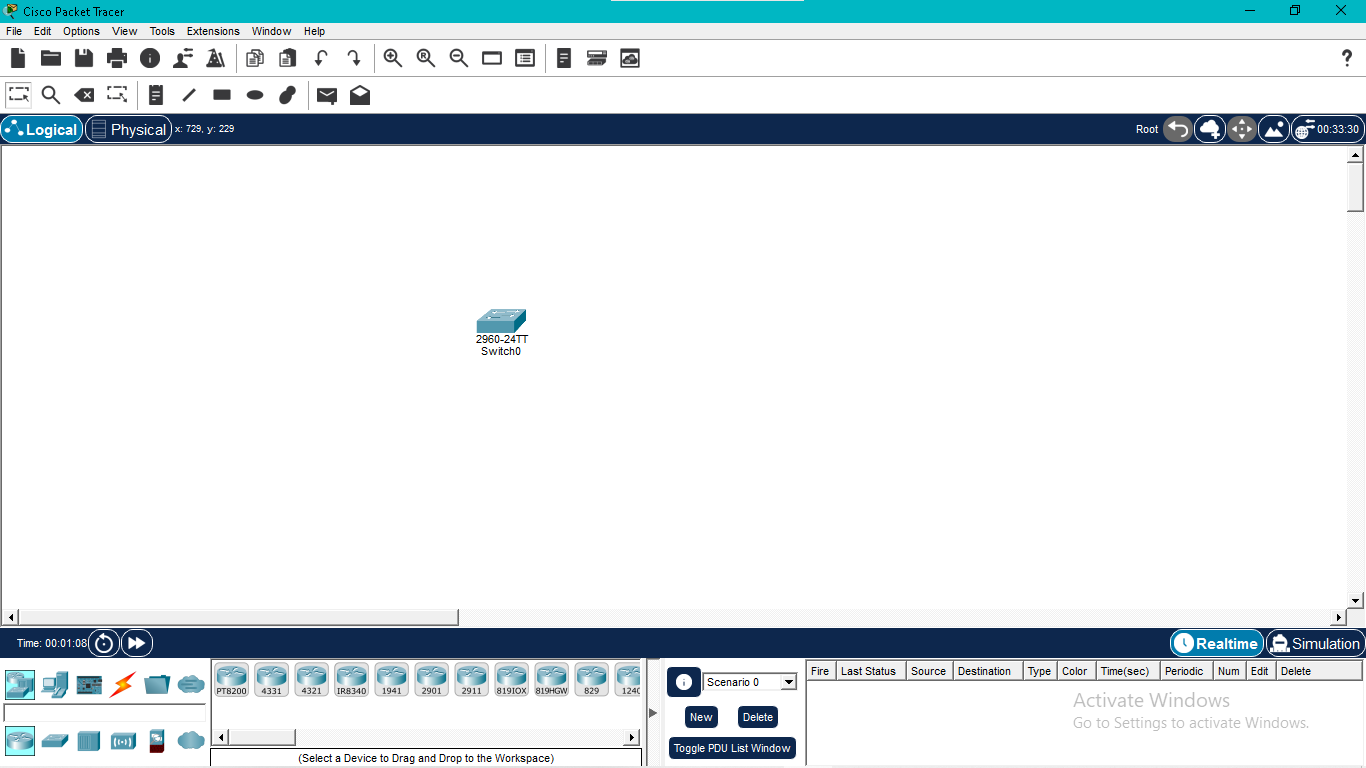 Cisco Packet Tracer
File Edit Options View Tools Extensions Window Help
?
Logical Physical x: 729, y: 229 Root 00:33:30
2960-24TT
Switch0
Time: 00:01:08 Realtime Simulation
PT8200 4331 4321 IR8340 1941 2901 2911 819IOX 819HGW 829 1240
(Select a Device to Drag and Drop to the Workspace)
Scenario 0
New Delete
Toggle PDU List Window
Fire Last Status Source Destination Type Color Time(sec) Periodic Num Edit Delete
Activate Windows
Go to Settings to activate Windows.